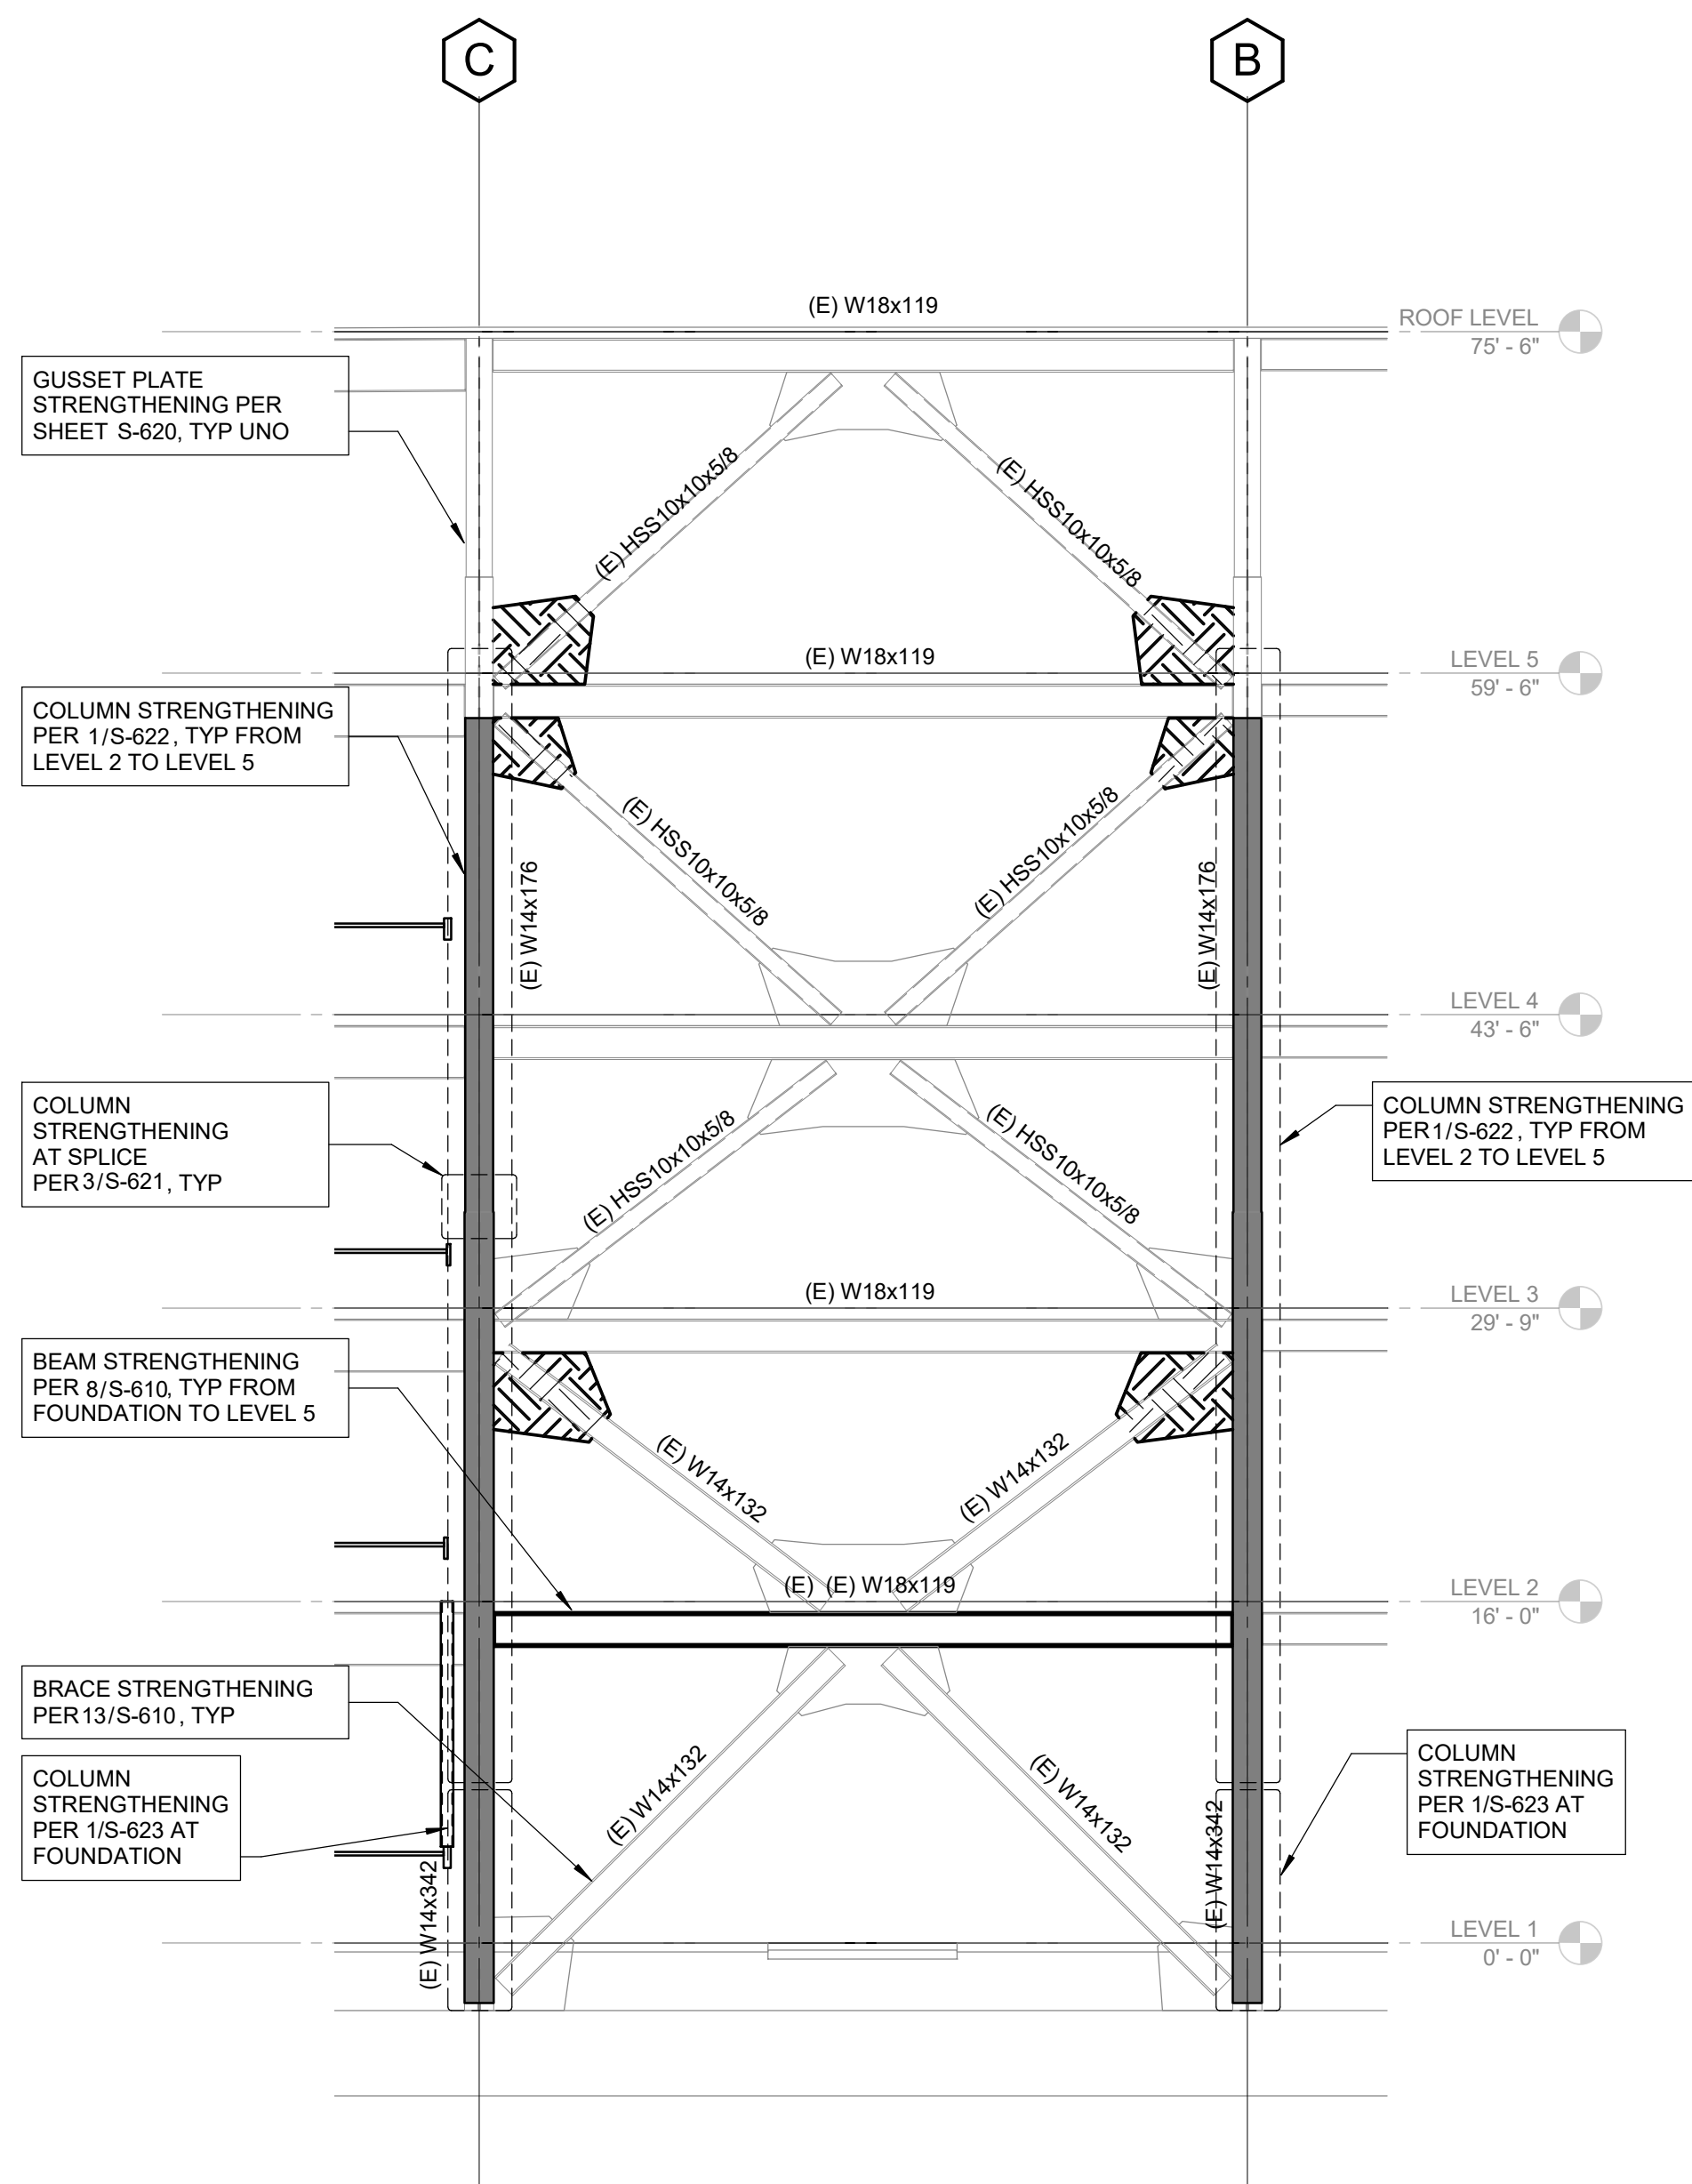 C
B
(E) W18x119
ROOF LEVEL
75' - 6"
GUSSET PLATE
STRENGTHENING PER
SHEET S-620, TYP UNO
(E) HSS10x10x5/8
(E) HSS10x10x5/8
(E) W18x119
LEVEL 5
59' - 6"
COLUMN STRENGTHENING
PER 1/S-622, TYP FROM
LEVEL 2 TO LEVEL 5
(E) HSS10x10x5/8
(E) HSS10x10x5/8
(E) W14x176
(E) W14x176
LEVEL 4
43' - 6"
COLUMN
STRENGTHENING
AT SPLICE
PER 3/S-621, TYP
COLUMN STRENGTHENING
PER 1/S-622, TYP FROM
LEVEL 2 TO LEVEL 5
(E) HSS10x10x5/8
(E) HSS10x10x5/8
(E) W18x119
LEVEL 3
29' - 9"
BEAM STRENGTHENING
PER 8/S-610, TYP FROM
FOUNDATION TO LEVEL 5
(E) W14x132
(E) W14x132
(E) (E) W18x119
LEVEL 2
16' - 0"
BRACE STRENGTHENING
PER 13/S-610, TYP
(E) W14x132
(E) W14x132
COLUMN
STRENGTHENING
PER 1/S-623 AT
FOUNDATION
COLUMN
STRENGTHENING
PER 1/S-623 AT
FOUNDATION
(E) W14x342
(E) W14x342
LEVEL 1
0' - 0"